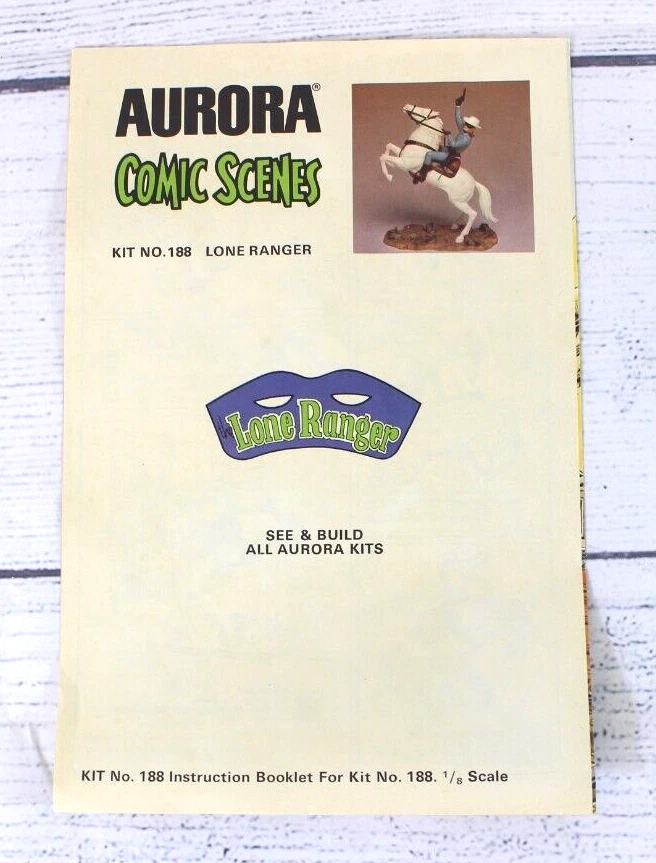 AURORA®
COMIC SCENES
KIT NO.188 LONE RANGER
The Lone Ranger
SEE & BUILD
ALL AURORA KITS
KIT No. 188 Instruction Booklet For Kit No. 188. 1/8 Scale